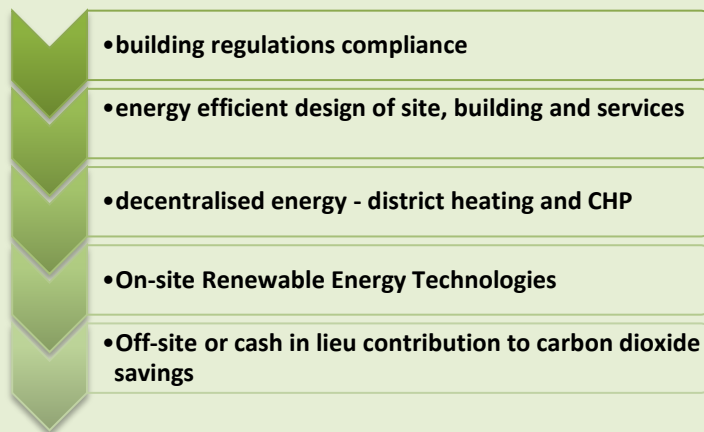 •building regulations compliance
•energy efficient design of site, building and services
•decentralised energy - district heating and CHP
•On-site Renewable Energy Technologies
•Off-site or cash in lieu contribution to carbon dioxide
savings